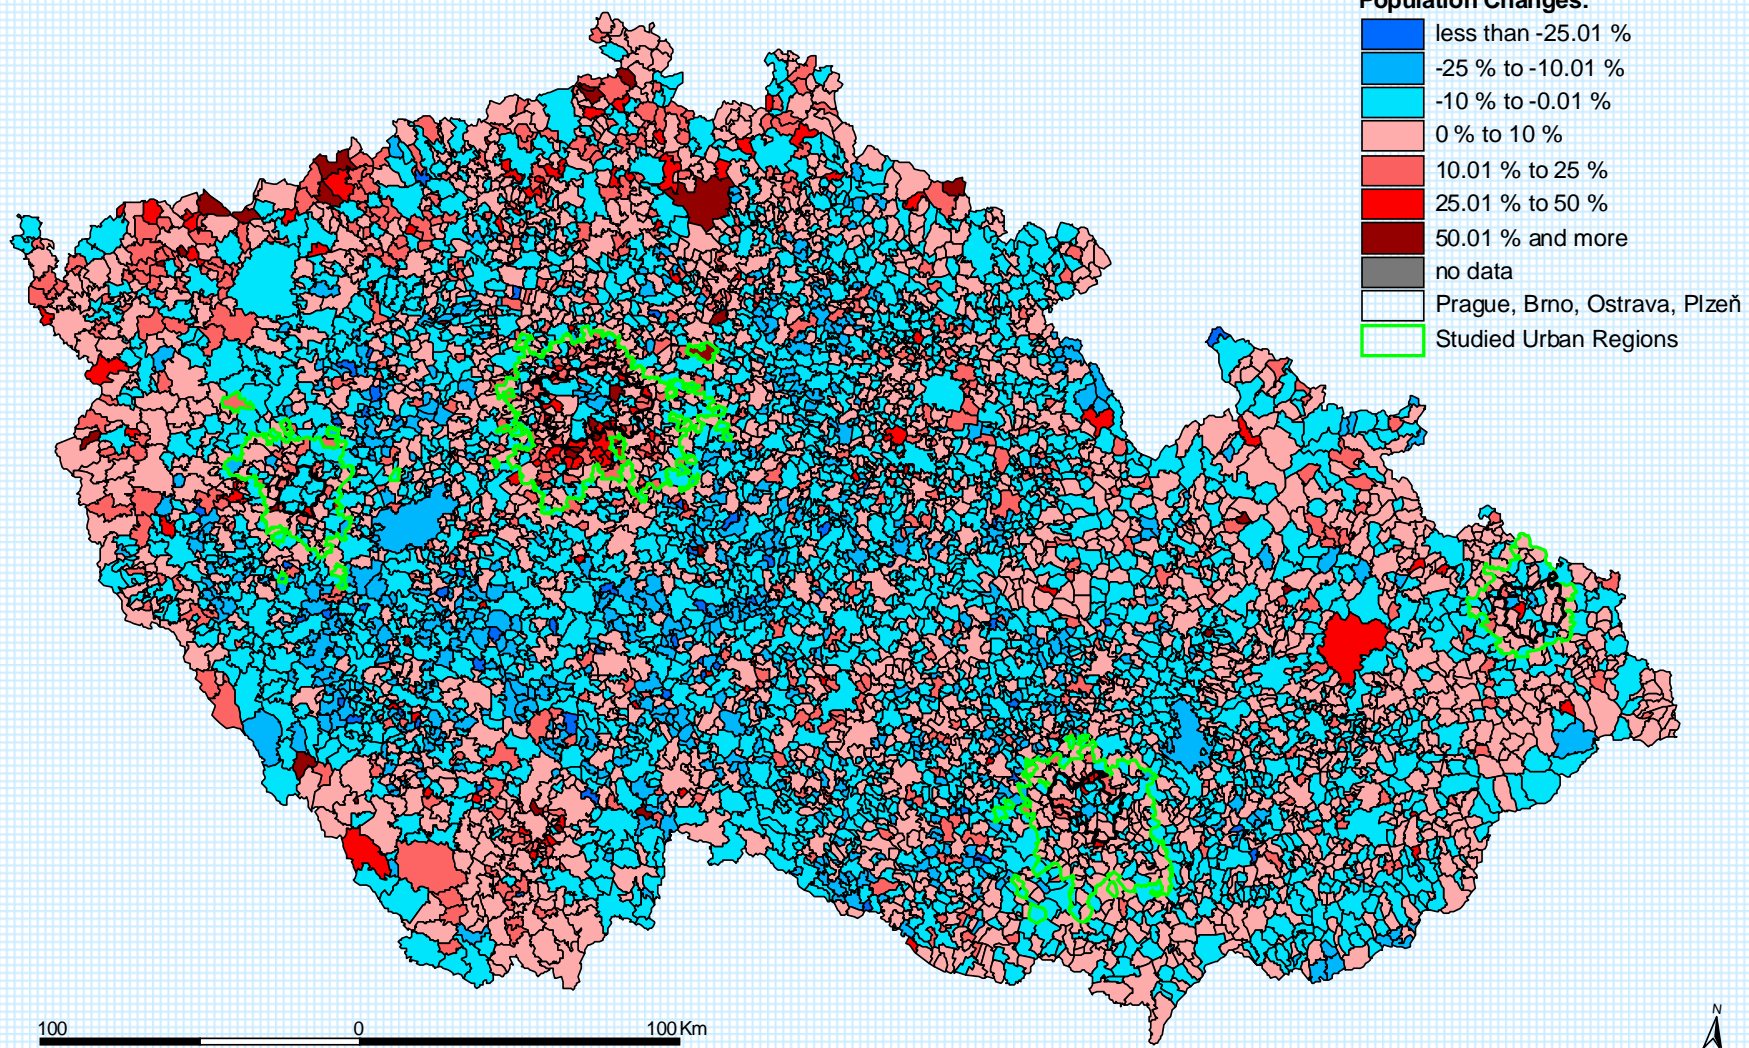 Population Changes:
less than -25.01 %
-25 % to -10.01 %
-10 % to -0.01 %
0 % to 10 %
10.01 % to 25 %
25.01 % to 50 %
50.01 % and more
no data
Prague, Brno, Ostrava, Plzeň
Studied Urban Regions
100 0 100 Km
N